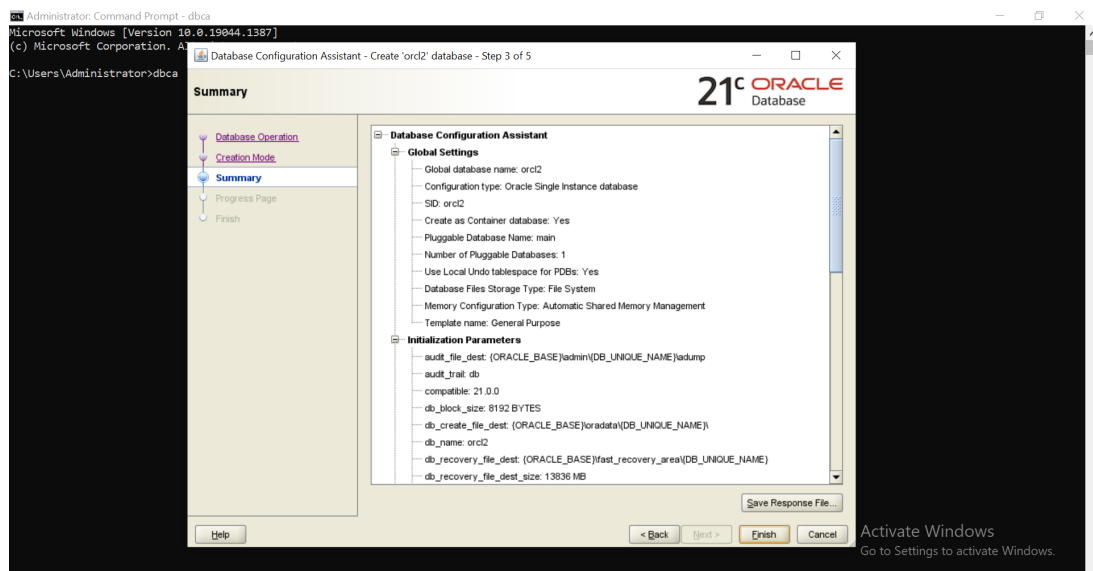 Administrator: Command Prompt - dbca
Microsoft Windows [Version 10.0.19044.1387]
(c) Microsoft Corporation. A
C:\Users\Administrator>dbca
Database Configuration Assistant - Create 'orcl2' database - Step 3 of 5
Summary
21c ORACLE
Database
Database Operation
Creation Mode
Summary
Progress Page
Finish
Database Configuration Assistant
Global Settings
Global database name: orcl2
Configuration type: Oracle Single Instance database
SID: orcl2
Create as Container database: Yes
Pluggable Database Name: main
Number of Pluggable Databases: 1
Use Local Undo tablespace for PDBs: Yes
Database Files Storage Type: File System
Memory Configuration Type: Automatic Shared Memory Management
Template name: General Purpose
Initialization Parameters
audit_file_dest: {ORACLE_BASE}\admin\{DB_UNIQUE_NAME}\adump
audit_trail: db
compatible: 21.0.0
db_block_size: 8192 BYTES
db_create_file_dest: {ORACLE_BASE}\oradata\{DB_UNIQUE_NAME}\
db_name: orcl2
db_recovery_file_dest: {ORACLE_BASE}\fast_recovery_area\{DB_UNIQUE_NAME}
db_recovery_file_dest_size: 13836 MB
Save Response File...
Help
< Back
Next >
Finish
Cancel
Activate Windows
Go to Settings to activate Windows.